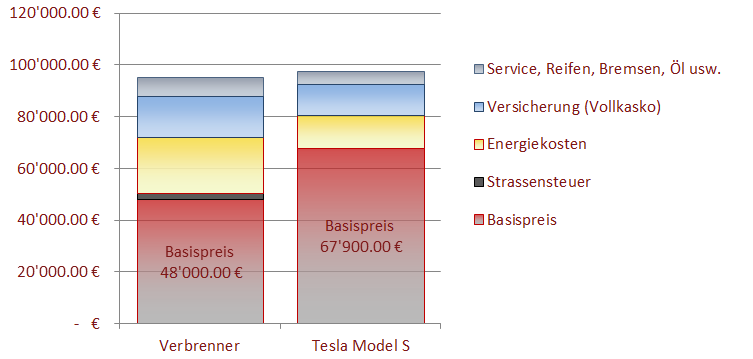 120'000.00 €
100'000.00 €
80'000.00 €
60'000.00 €
40'000.00 €
20'000.00 €
- €
Basispreis
48'000.00 €
Basispreis
67'900.00 €
Verbrenner
Tesla Model S
Service, Reifen, Bremsen, Öl usw.
Versicherung (Vollkasko)
Energiekosten
Strassensteuer
Basispreis